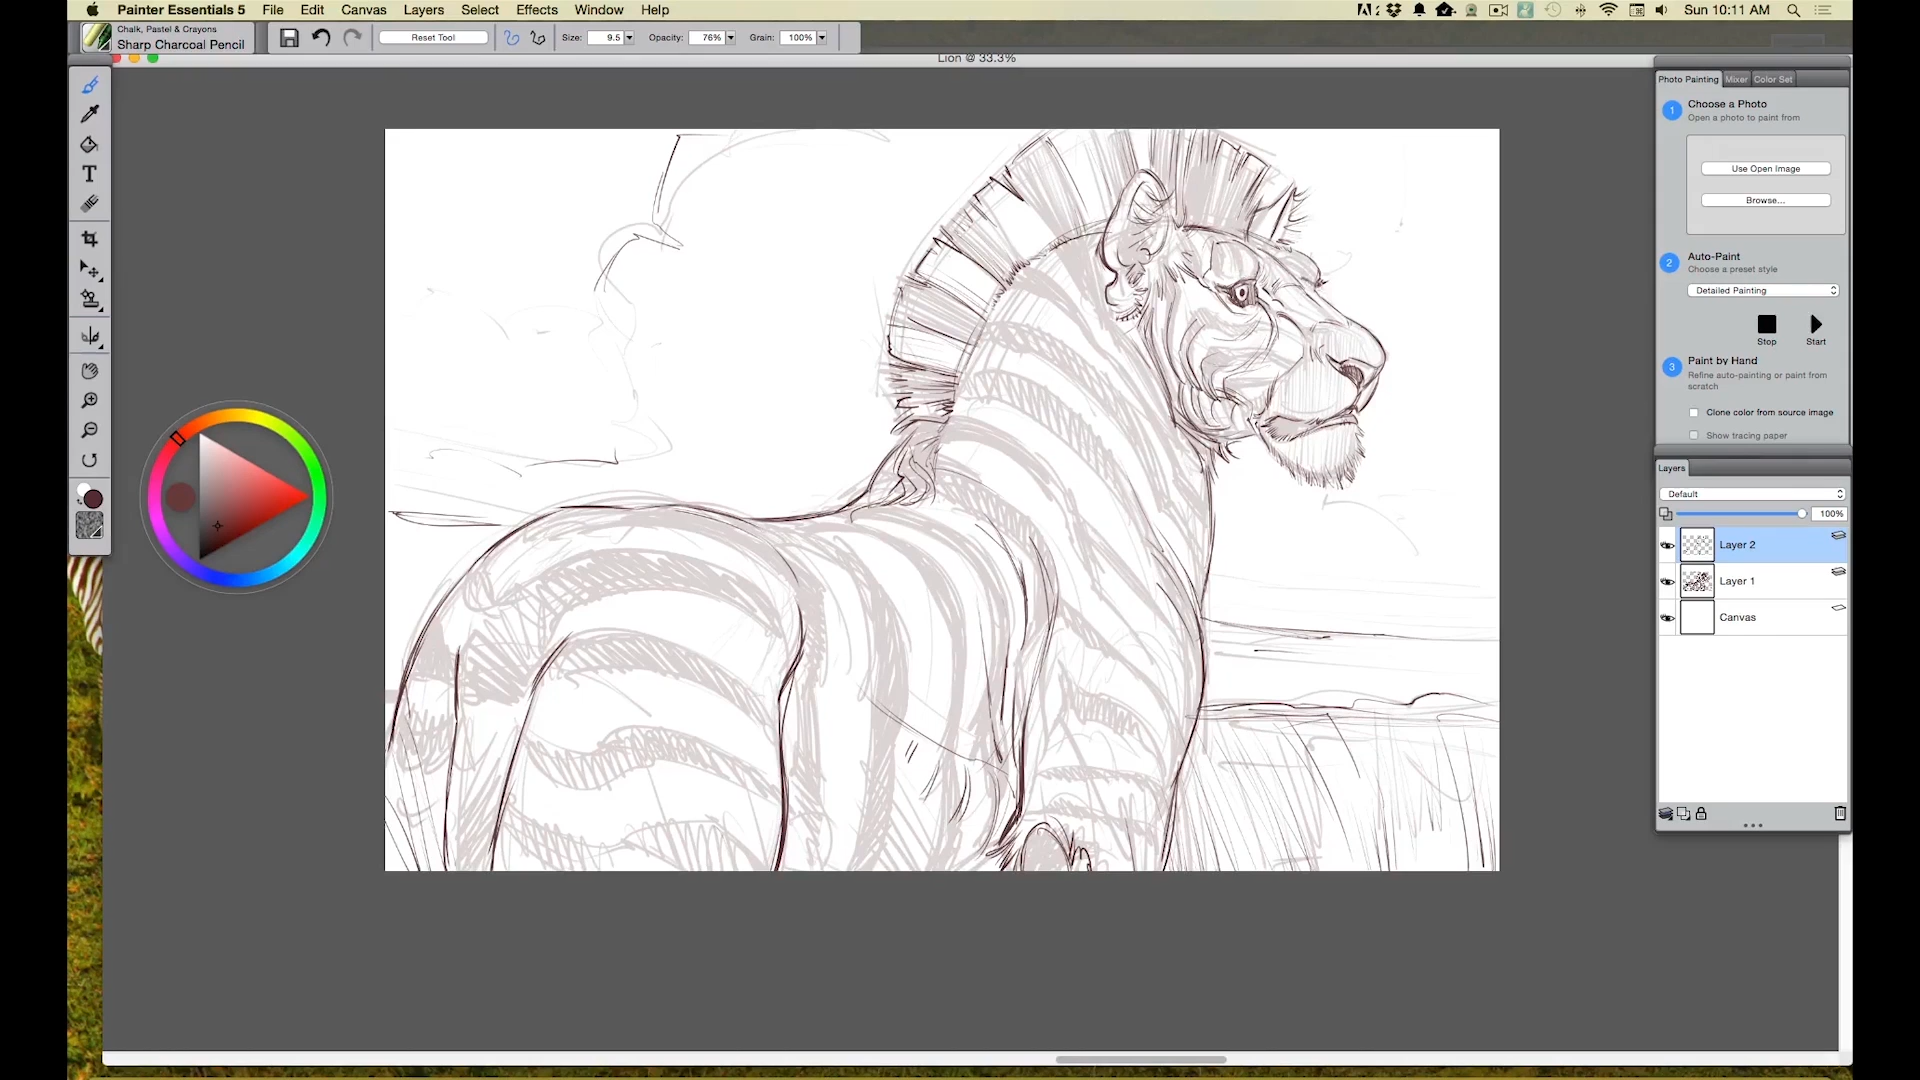 Painter Essentials 5 File Edit Canvas Layers Select Effects Window Help Sun 10:11 AM
Chalk, Pastel & Crayons
Sharp Charcoal Pencil
Reset Tool Size: 9.5 Opacity: 76% Grain: 100%
Lion @ 33.3%
Photo Painting Mixer Color Set
1 Choose a Photo
Open a photo to paint from
Use Open Image
Browse...
2 Auto-Paint
Choose a preset style
Detailed Painting
Stop Start
3 Paint by Hand
Refine auto-painting or paint from
scratch
Clone color from source image
Show tracing paper
Layers
Default
100%
Layer 2
Layer 1
Canvas